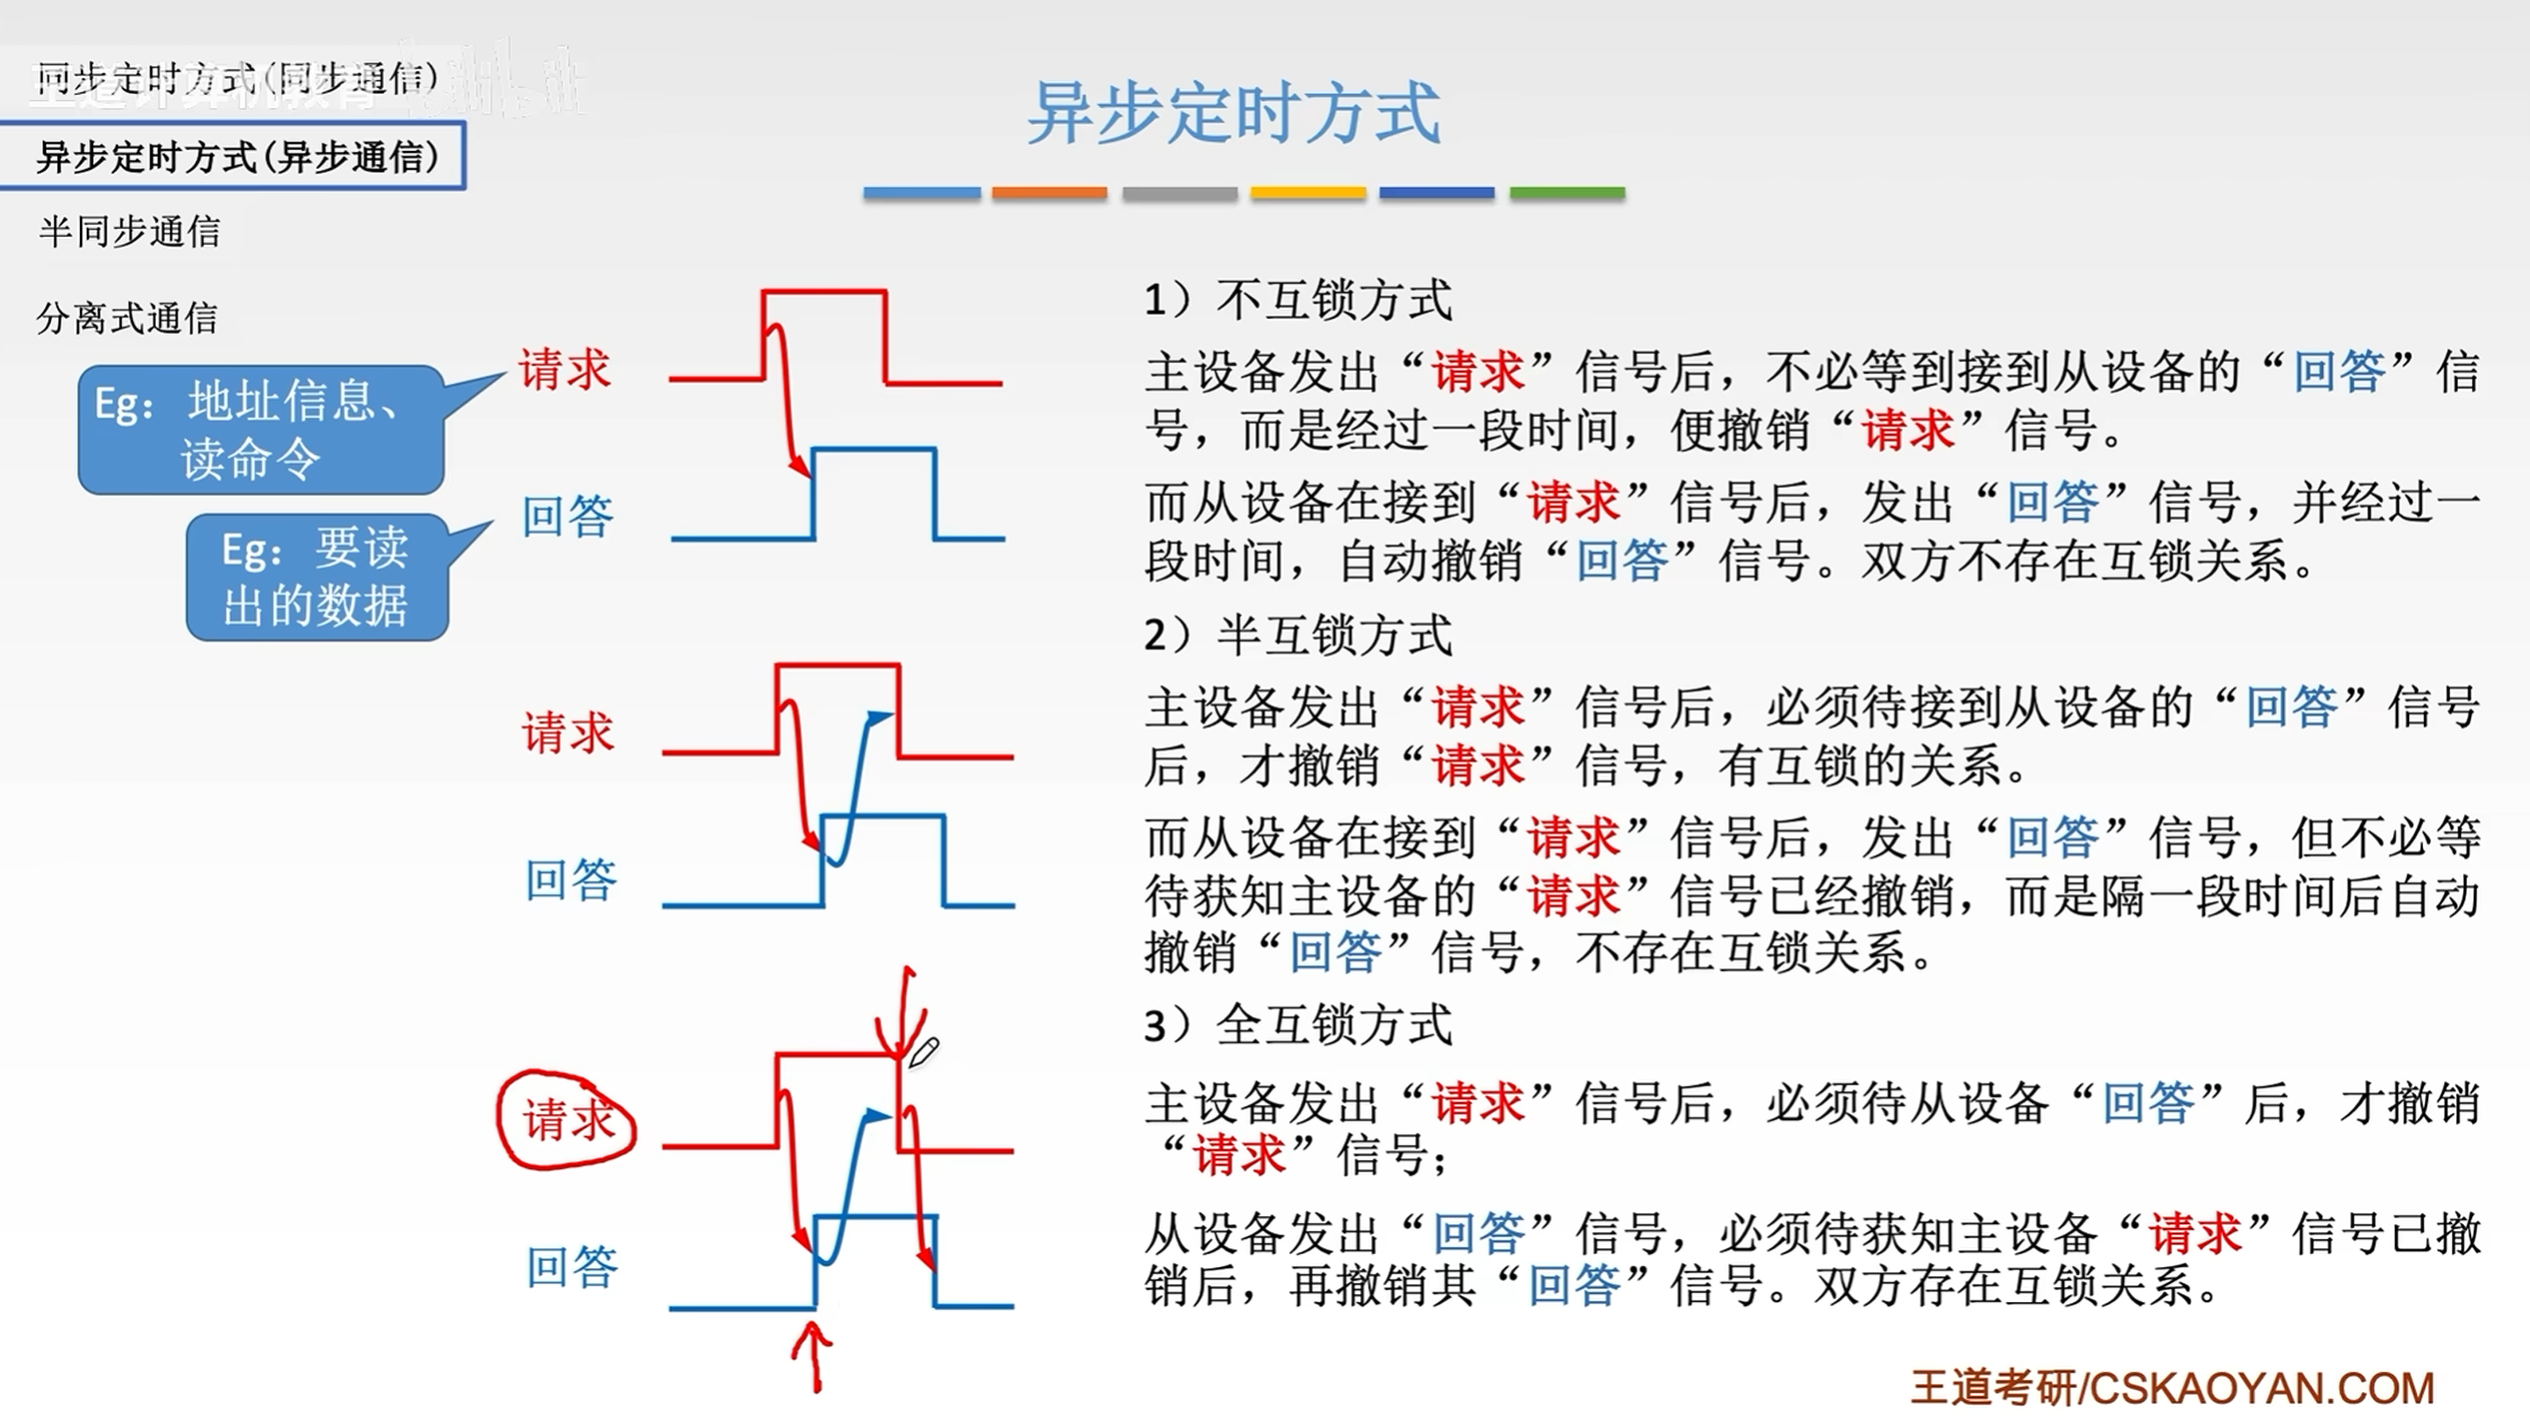 同步定时方式(同步通信)
王道计算机教育
异步定时方式(异步通信)
半同步通信
分离式通信
异步定时方式
Eg：地址信息、
读命令
请求
回答
Eg：要读
出的数据
请求
回答
请求
回答
1）不互锁方式
主设备发出“请求”信号后，不必等到接到从设备的“回答”信
号，而是经过一段时间，便撤销“请求”信号。
而从设备在接到“请求”信号后，发出“回答”信号，并经过一
段时间，自动撤销“回答”信号。双方不存在互锁关系。
2）半互锁方式
主设备发出“请求”信号后，必须待接到从设备的“回答”信号
后，才撤销“请求”信号，有互锁的关系。
而从设备在接到“请求”信号后，发出“回答”信号，但不必等
待获知主设备的“请求”信号已经撤销，而是隔一段时间后自动
撤销“回答”信号，不存在互锁关系。
3）全互锁方式
主设备发出“请求”信号后，必须待从设备“回答”后，才撤销
“请求”信号；
从设备发出“回答”信号，必须待获知主设备“请求”信号已撤
销后，再撤销其“回答”信号。双方存在互锁关系。
王道考研/CSKAOYAN.COM